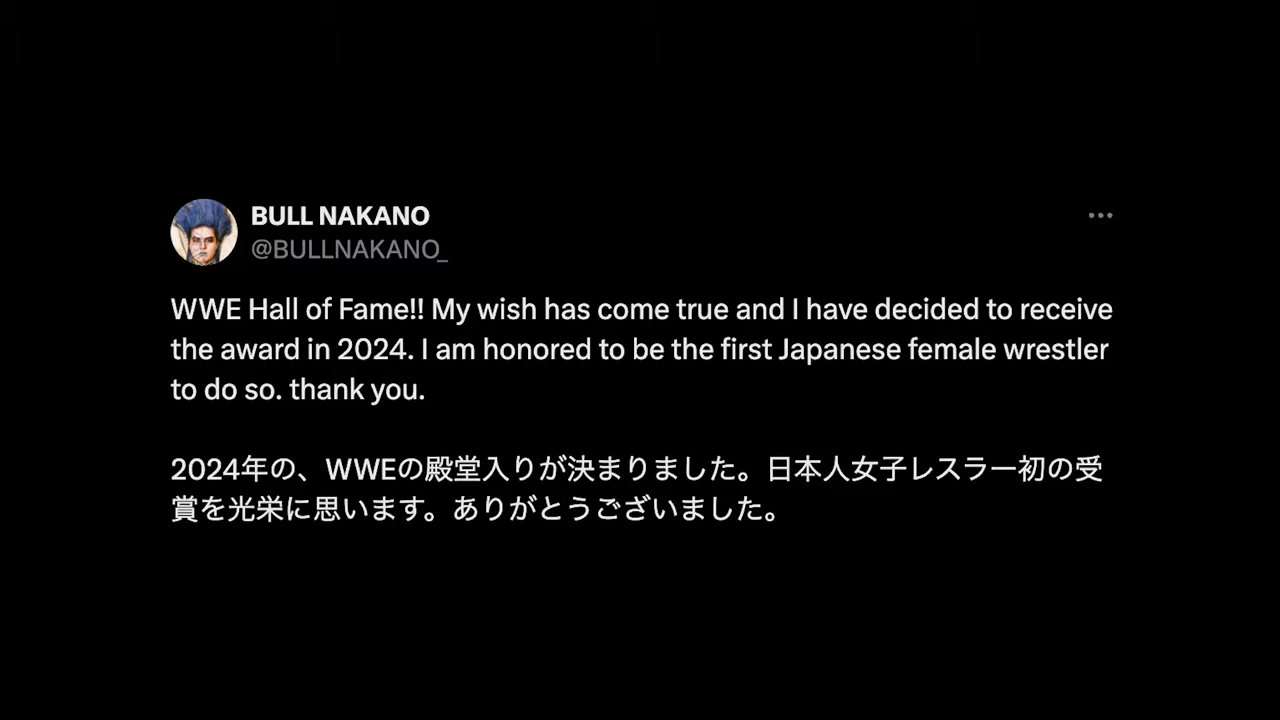 BULL NAKANO
@BULLNAKANO_
WWE Hall of Fame!! My wish has come true and I have decided to receive
the award in 2024. I am honored to be the first Japanese female wrestler
to do so. thank you.
2024年の、WWEの殿堂入りが決まりました。日本人女子レスラー初の受
賞を光栄に思います。ありがとうございました。